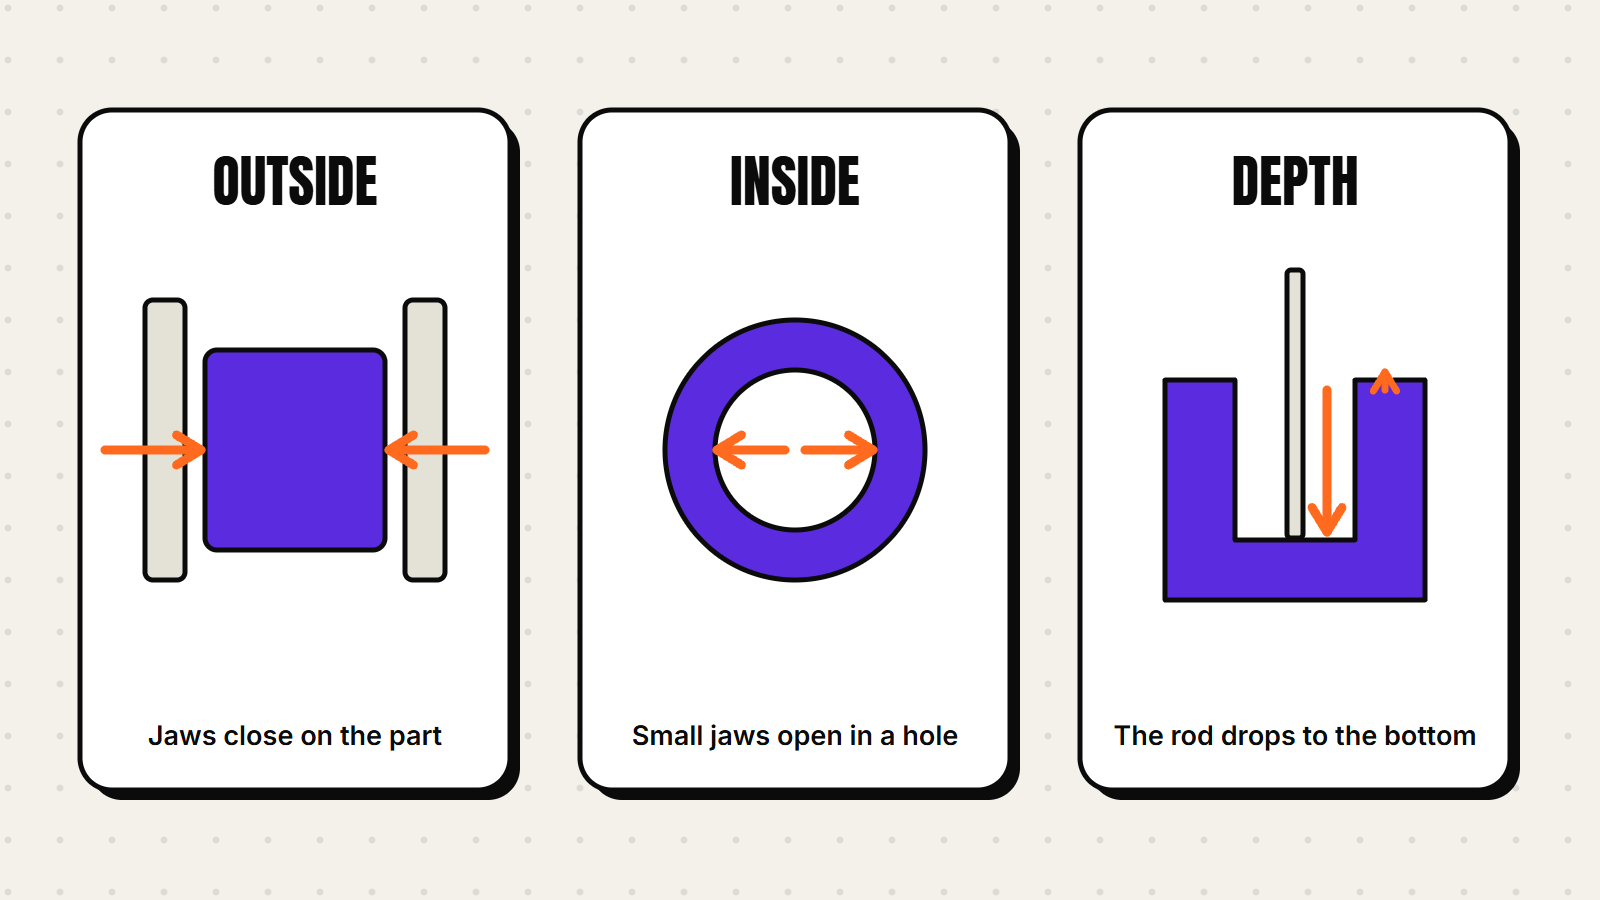 OUTSIDE
Jaws close on the part
INSIDE
Small jaws open in a hole
DEPTH
The rod drops to the bottom